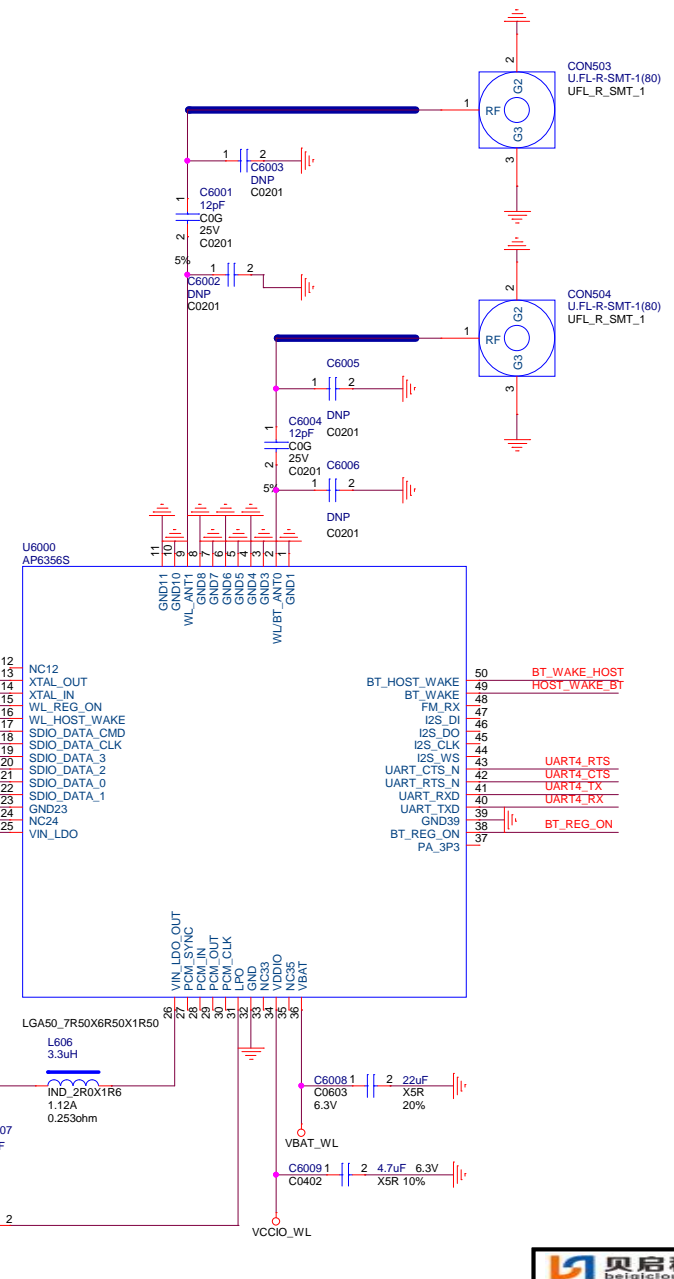 2
1
RF
G2
G3
3
CON503
U.FL-R-SMT-1(80)
UFL_R_SMT_1
1 2
C6003
DNP
C0201
1
C6001
12pF
C0G
25V
2
C0201
5%
1 2
C6002
DNP
C0201
2
1
RF
G2
G3
3
CON504
U.FL-R-SMT-1(80)
UFL_R_SMT_1
C6005
1 2
DNP
C0201
1
C6004
12pF
C0G
25V
2
C0201
5%
C6006
1 2
DNP
C0201
U6000
AP6356S
11
10
9
8
7
6
5
4
3
2
1
GND11
GND10
WL_ANT1
GND8
GND7
GND6
GND5
GND4
GND3
WL/BT_ANT0
GND1
12 NC12
13 XTAL_OUT
14 XTAL_IN
15 WL_REG_ON
16 WL_HOST_WAKE
17 SDIO_DATA_CMD
18 SDIO_DATA_CLK
19 SDIO_DATA_3
20 SDIO_DATA_2
21 SDIO_DATA_0
22 SDIO_DATA_1
23 GND23
24 NC24
25 VIN_LDO
BT_HOST_WAKE 50 BT_WAKE_HOST
BT_WAKE 49 HOST_WAKE_BT
FM_RX 48
I2S_DI 47
I2S_DO 46
I2S_CLK 45
I2S_WS 44
UART_CTS_N 43 UART4_RTS
UART_RTS_N 42 UART4_CTS
UART_RXD 41 UART4_TX
UART_TXD 40 UART4_RX
GND39 39
BT_REG_ON 38 BT_REG_ON
PA_3P3 37
VIN_LDO_OUT
PCM_SYNC
PCM_IN
PCM_OUT
PCM_CLK
LPO
GND
NC33
VDDIO
NC35
VBAT
26
27
28
29
30
31
32
33
34
35
36
LGA50_7R50X6R50X1R50
L606
3.3uH
IND_2R0X1R6
1.12A
0.253ohm
07
F
2
C6008 1 2 22uF
C0603 X5R
6.3V 20%
VBAT_WL
C6009 1 2 4.7uF 6.3V
C0402 X5R 10%
VCCIO_WL
贝启
beiqiclou